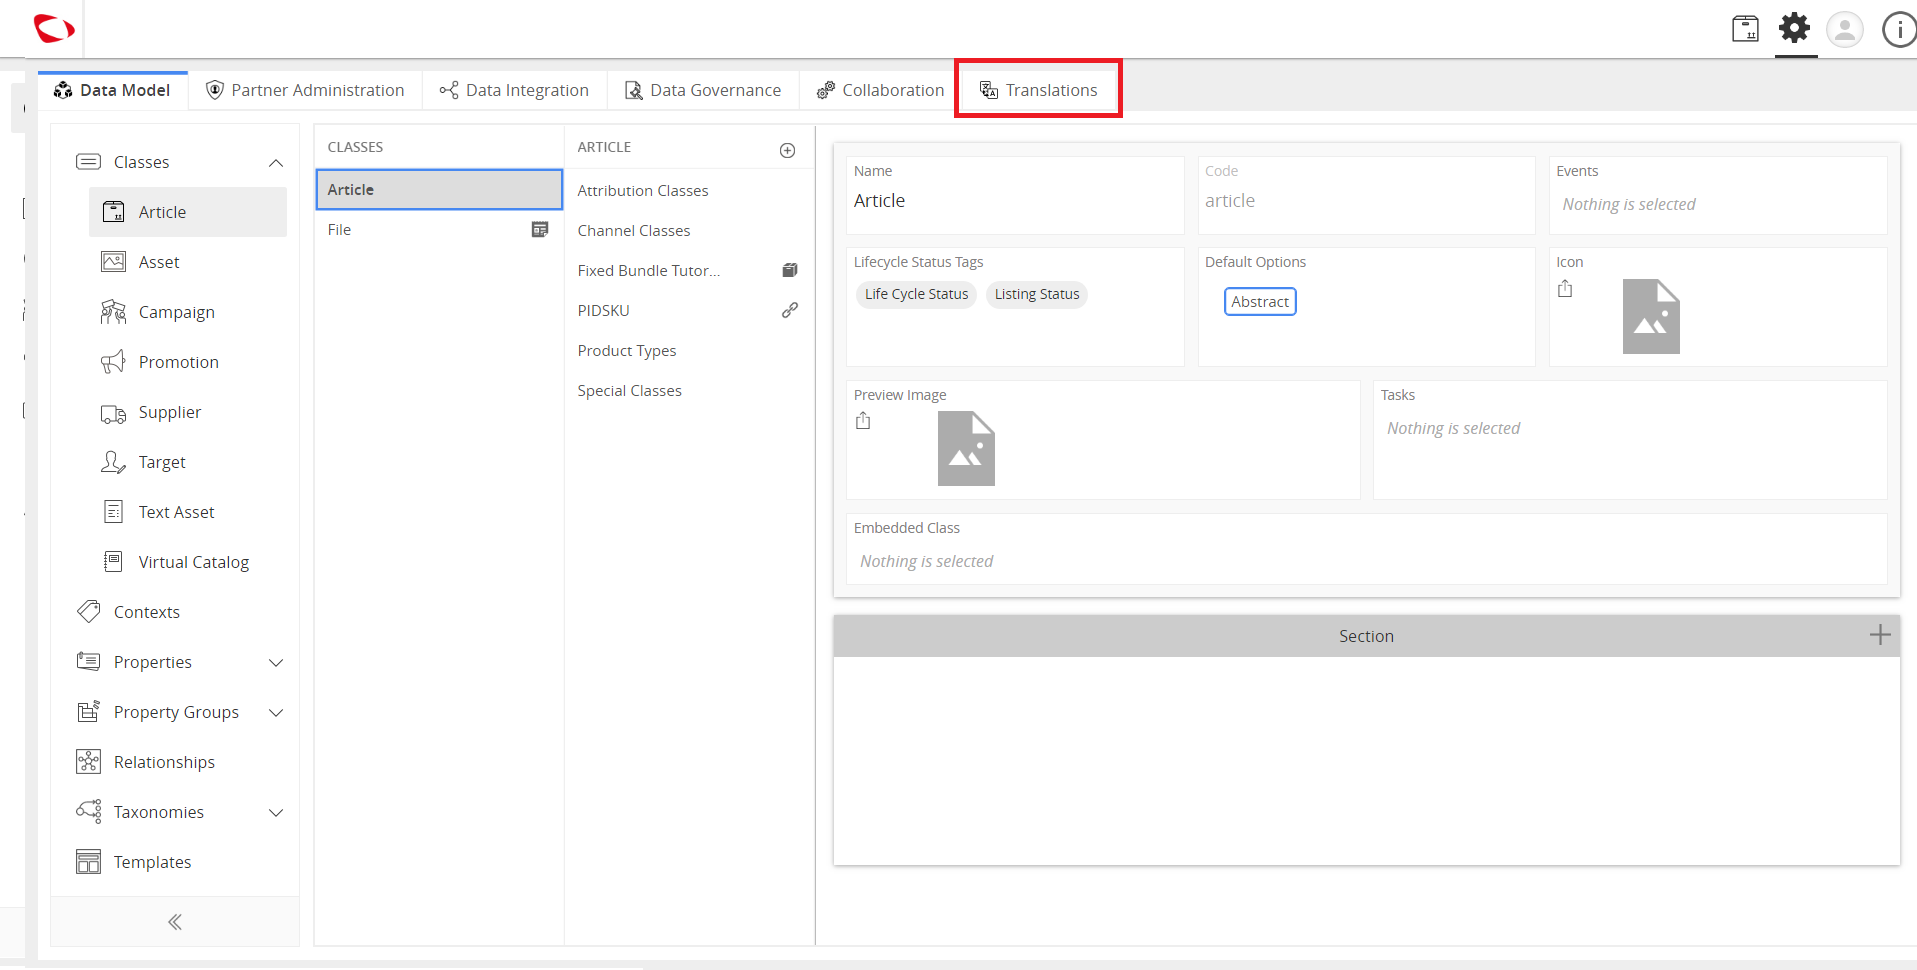 Data Model
Partner Administration
Data Integration
Data Governance
Collaboration
Translations
Classes
Article
Asset
Campaign
Promotion
Supplier
Target
Text Asset
Virtual Catalog
Contexts
Properties
Property Groups
Relationships
Taxonomies
Templates
CLASSES
Article
File
ARTICLE
Attribution Classes
Channel Classes
Fixed Bundle Tutor...
PIDSKU
Product Types
Special Classes
Name
Article
Code
article
Events
Nothing is selected
Lifecycle Status Tags
Life Cycle Status
Listing Status
Default Options
Abstract
Icon
Preview Image
Tasks
Nothing is selected
Embedded Class
Nothing is selected
Section